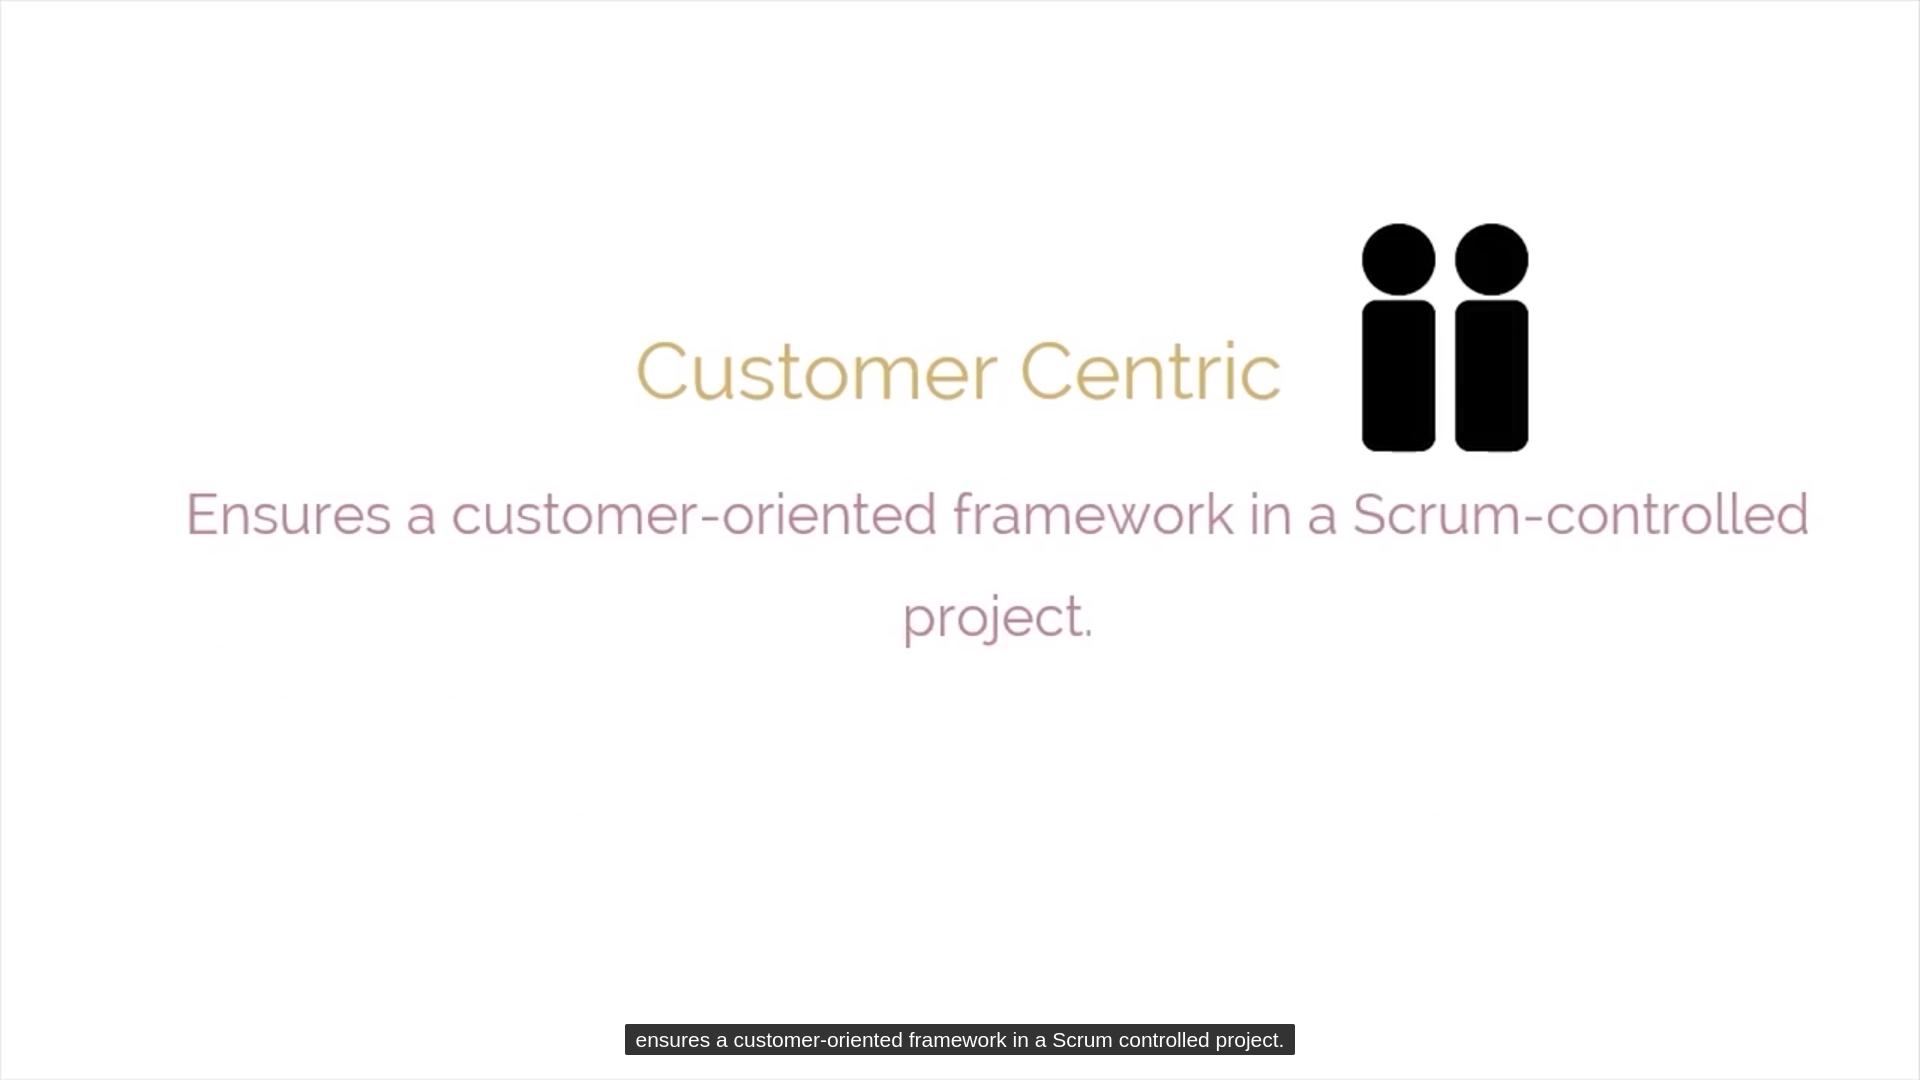 Customer Centric
Ensures a customer-oriented framework in a Scrum-controlled
project.
ensures a customer-oriented framework in a Scrum controlled project.